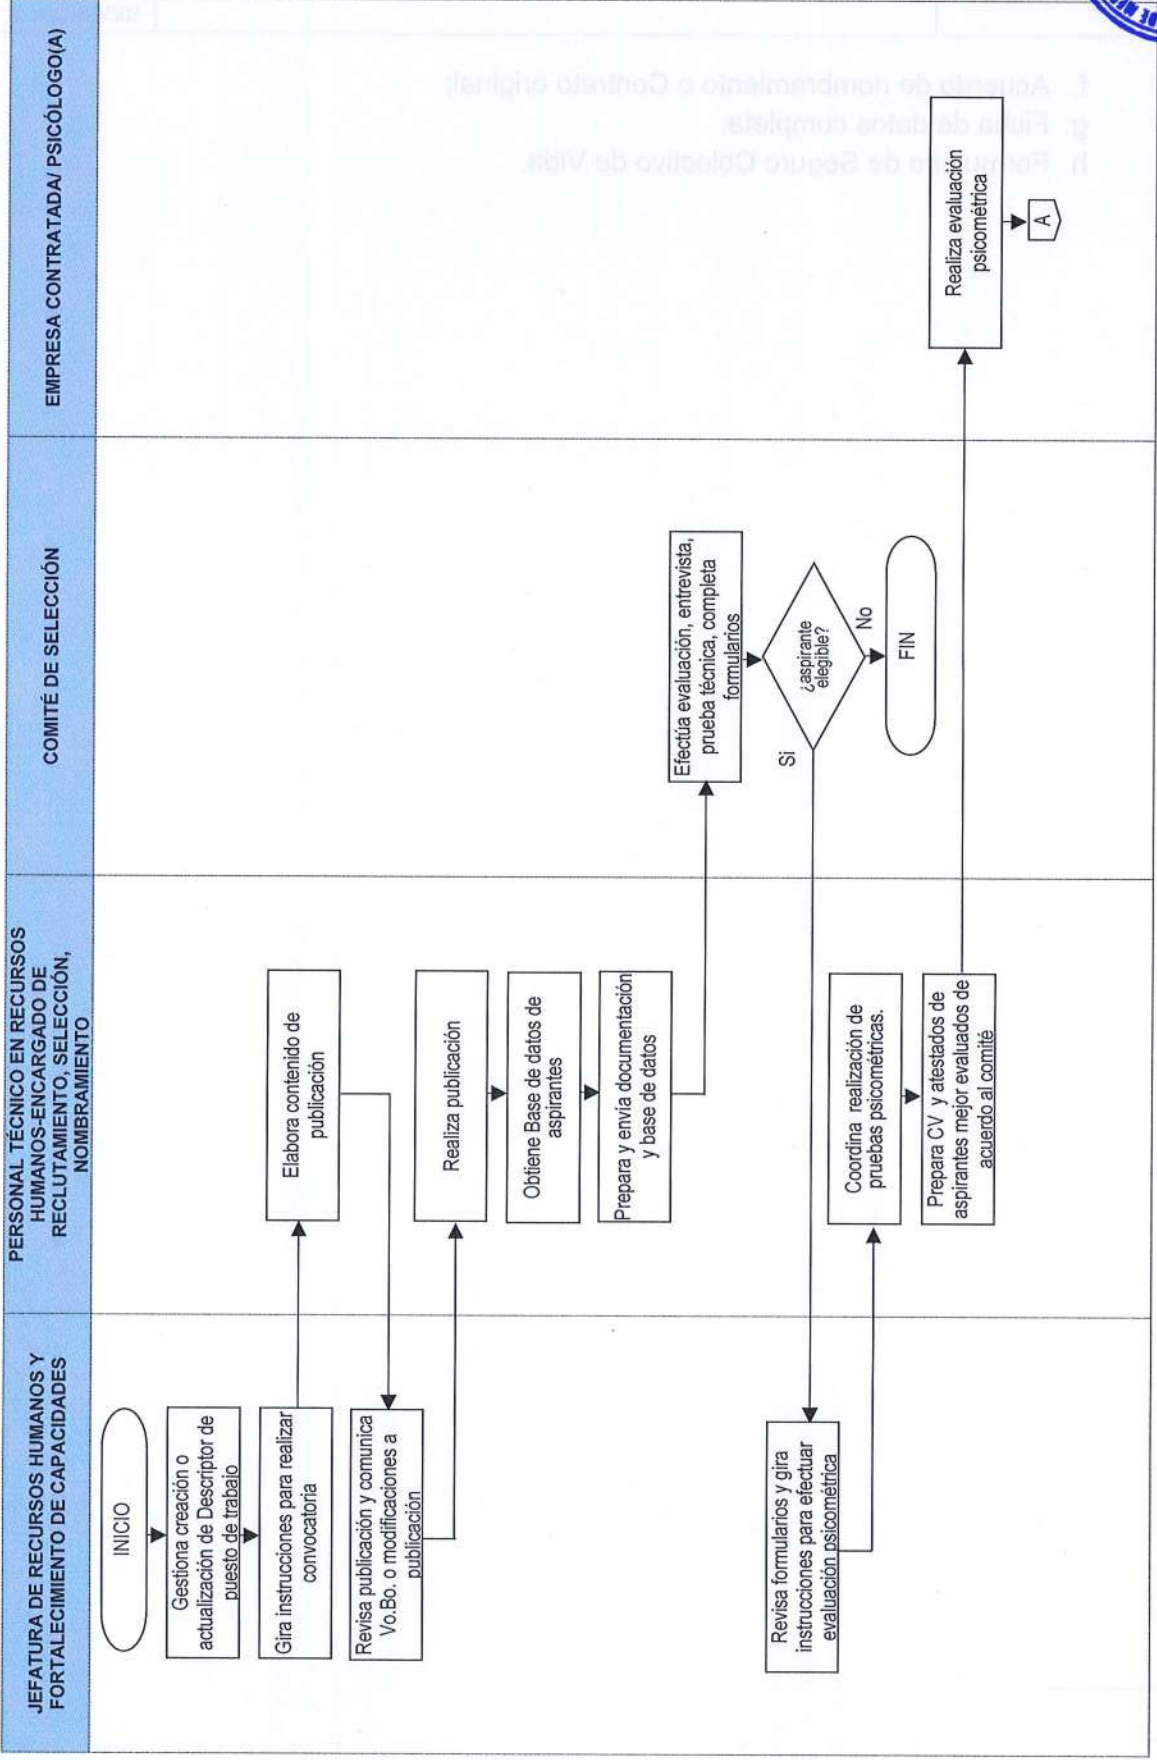 JEFATURA DE RECURSOS HUMANOS Y
FORTALECIMIENTO DE CAPACIDADES
PERSONAL TÉCNICO EN RECURSOS
HUMANOS-ENCARGADO DE
RECLUTAMIENTO, SELECCIÓN,
NOMBRAMIENTO
COMITÉ DE SELECCIÓN
EMPRESA CONTRATADA/ PSICÓLOGO(A)
INICIO
Gestiona creación o
actualización de Descriptor de
puesto de trabajo
Gira instrucciones para realizar
convocatoria
Elabora contenido de
publicación
Revisa publicación y comunica
Vo.Bo. o modificaciones a
publicación
Realiza publicación
Obtiene Base de datos de
aspirantes
Prepara y envía documentación
y base de datos
Efectúa evaluación, entrevista,
prueba técnica, completa
formularios
¿aspirante
elegible?
Si
No
FIN
Revisa formularios y gira
instrucciones para efectuar
evaluación psicométrica
Coordina realización de
pruebas psicométricas.
Prepara CV y atestados de
aspirantes mejor evaluados de
acuerdo al comité
Realiza evaluación
psicométrica
A
f. Acuerdo de nombramiento o Contrato original;
g. Ficha de datos completa;
h. Formulario de Seguro Colectivo de Vida.